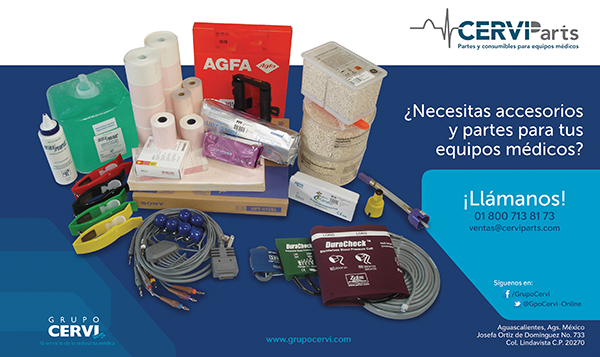 CERVIParts
Partes y consumibles para equipos médicos
¿Necesitas accesorios
y partes para tus
equipos médicos?
¡Llámanos!
01 800 713 81 73
ventas@cerviparts.com
Síguenos en:
/GrupoCervi
@GpoCervi-Online
Aguascalientes, Ags. México
Josefa Ortiz de Domínguez No. 733
Col. Lindavista C.P. 20270
AGFA
Agfa
SONY
DuraCheck
DuraCheck
GRUPO
CERVI
www.grupocervi.com